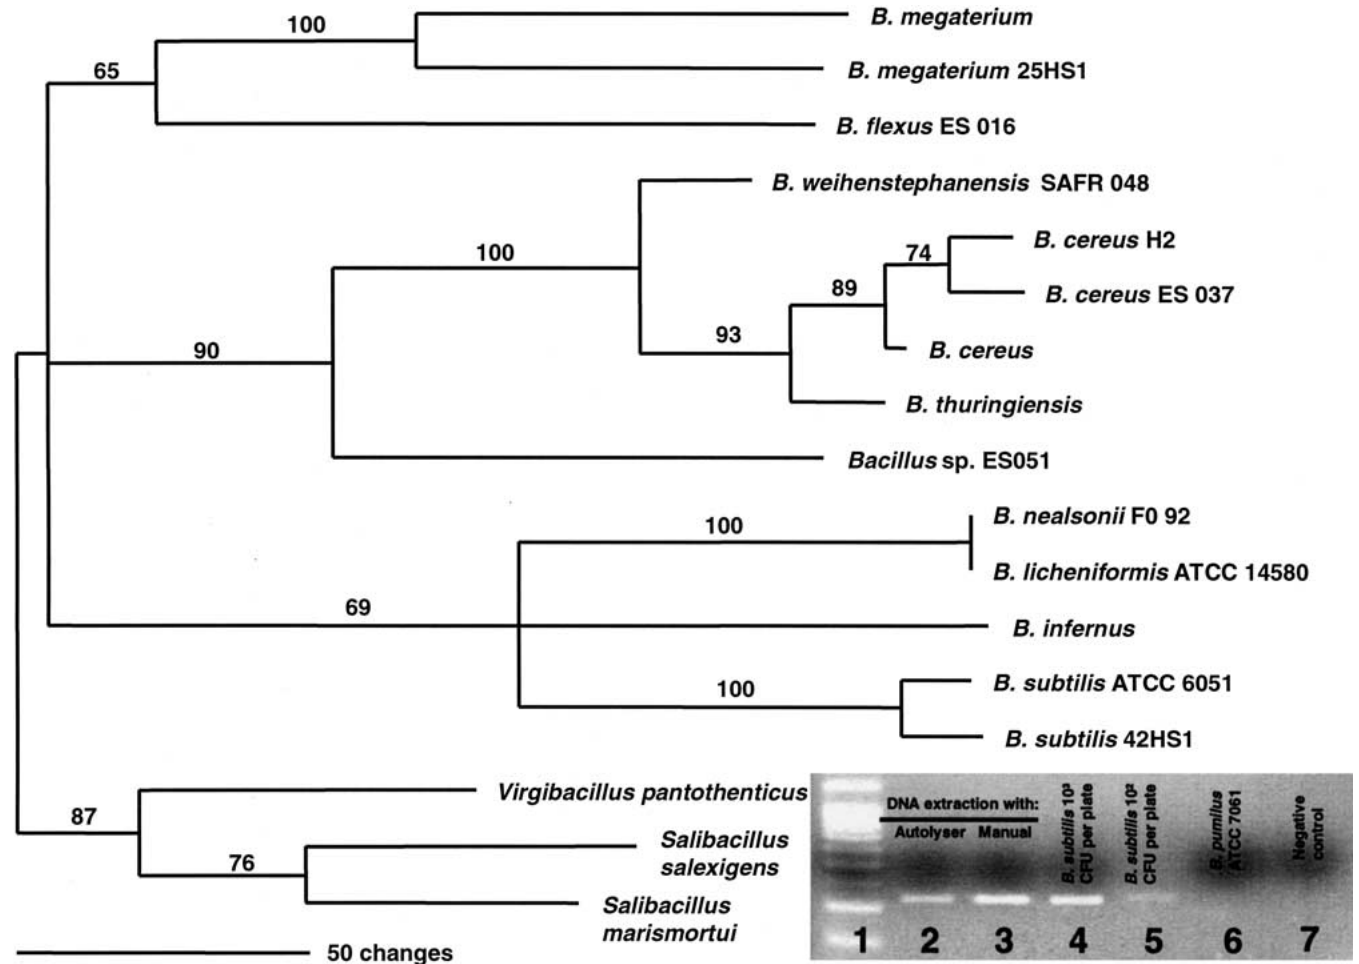 100
B. megaterium
65
B. megaterium 25HS1
B. flexus ES 016
B. weihenstephanensis SAFR 048
100
B. cereus H2
74
89
B. cereus ES 037
93
B. cereus
90
B. thuringiensis
Bacillus sp. ES051
B. nealsonii F0 92
100
B. licheniformis ATCC 14580
69
B. infernus
B. subtilis ATCC 6051
100
B. subtilis 42HS1
Virgibacillus pantothenticus
87
Salibacillus
salexigens
76
Salibacillus
marismortui
50 changes
DNA extraction with:
Autolyser Manual
B. subtilis 10³
CFU per plate
B. subtilis 10²
CFU per plate
B. pumilus
ATCC 7061
Negative
control
1 2 3 4 5 6 7